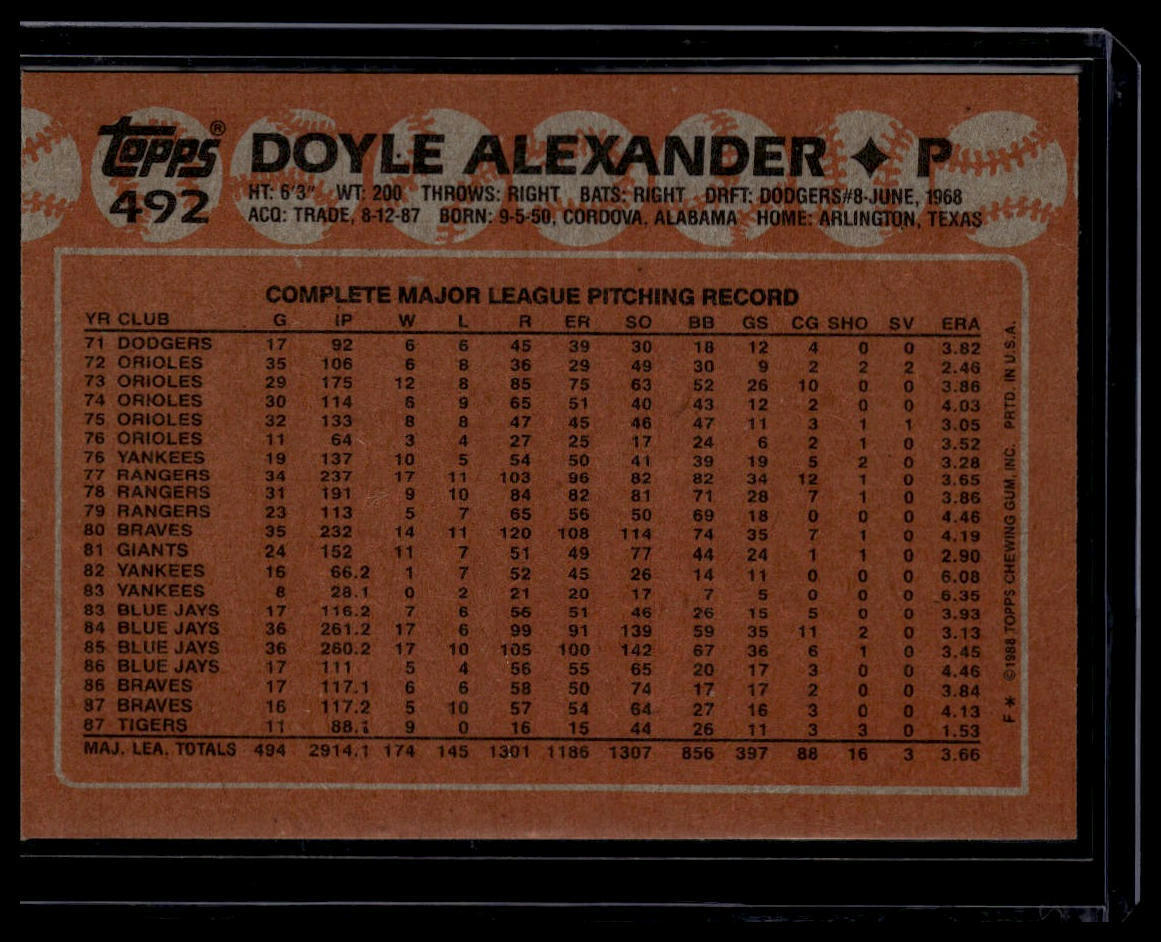 topps®
492
DOYLE ALEXANDER ✦ P
HT: 6'3" WT: 200 THROWS: RIGHT BATS: RIGHT DRFT: DODGERS#8-JUNE, 1968
ACQ: TRADE, 8-12-87 BORN: 9-5-50, CORDOVA, ALABAMA HOME: ARLINGTON, TEXAS
COMPLETE MAJOR LEAGUE PITCHING RECORD
YR CLUB G IP W L R ER SO BB GS CG SHO SV ERA
71 DODGERS 17 92 6 6 45 39 30 18 12 4 0 0 3.82
72 ORIOLES 35 106 6 8 36 29 49 30 9 2 2 2 2.46
73 ORIOLES 29 175 12 8 85 75 63 52 26 10 0 0 3.86
74 ORIOLES 30 114 6 9 65 51 40 43 12 2 0 0 4.03
75 ORIOLES 32 133 8 8 47 45 46 47 11 3 1 1 3.05
76 ORIOLES 11 64 3 4 27 25 17 24 6 2 1 0 3.52
76 YANKEES 19 137 10 5 54 50 41 39 19 5 2 0 3.28
77 RANGERS 34 237 17 11 103 96 82 82 34 12 1 0 3.65
78 RANGERS 31 191 9 10 84 82 81 71 28 7 1 0 3.86
79 RANGERS 23 113 5 7 65 56 50 69 18 0 0 0 4.46
80 BRAVES 35 232 14 11 120 108 114 74 35 7 1 0 4.19
81 GIANTS 24 152 11 7 51 49 77 44 24 1 1 0 2.90
82 YANKEES 16 66.2 1 7 52 45 26 14 11 0 0 0 6.08
83 YANKEES 8 28.1 0 2 21 20 17 7 5 0 0 0 6.35
83 BLUE JAYS 17 116.2 7 6 56 51 46 26 15 5 0 0 3.93
84 BLUE JAYS 36 261.2 17 6 99 91 139 59 35 11 2 0 3.13
85 BLUE JAYS 36 260.2 17 10 105 100 142 67 36 6 1 0 3.45
86 BLUE JAYS 17 111 5 4 56 55 65 20 17 3 0 0 4.46
86 BRAVES 17 117.1 6 6 58 50 74 17 17 2 0 0 3.84
87 BRAVES 16 117.2 5 10 57 54 64 27 16 3 0 0 4.13
87 TIGERS 11 88.1 9 0 16 15 44 26 11 3 3 0 1.53
MAJ. LEA. TOTALS 494 2914.1 174 145 1301 1186 1307 856 397 88 16 3 3.66
F * ©1988 TOPPS CHEWING GUM, INC. PRTD. IN U.S.A.